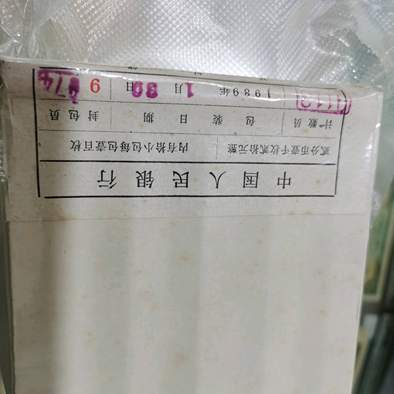 中国人民银行
贰分币壹千枚贰拾元整 内有拾小包每包壹百枚
计数员 包装日期 封包员
1989年1月30日 9